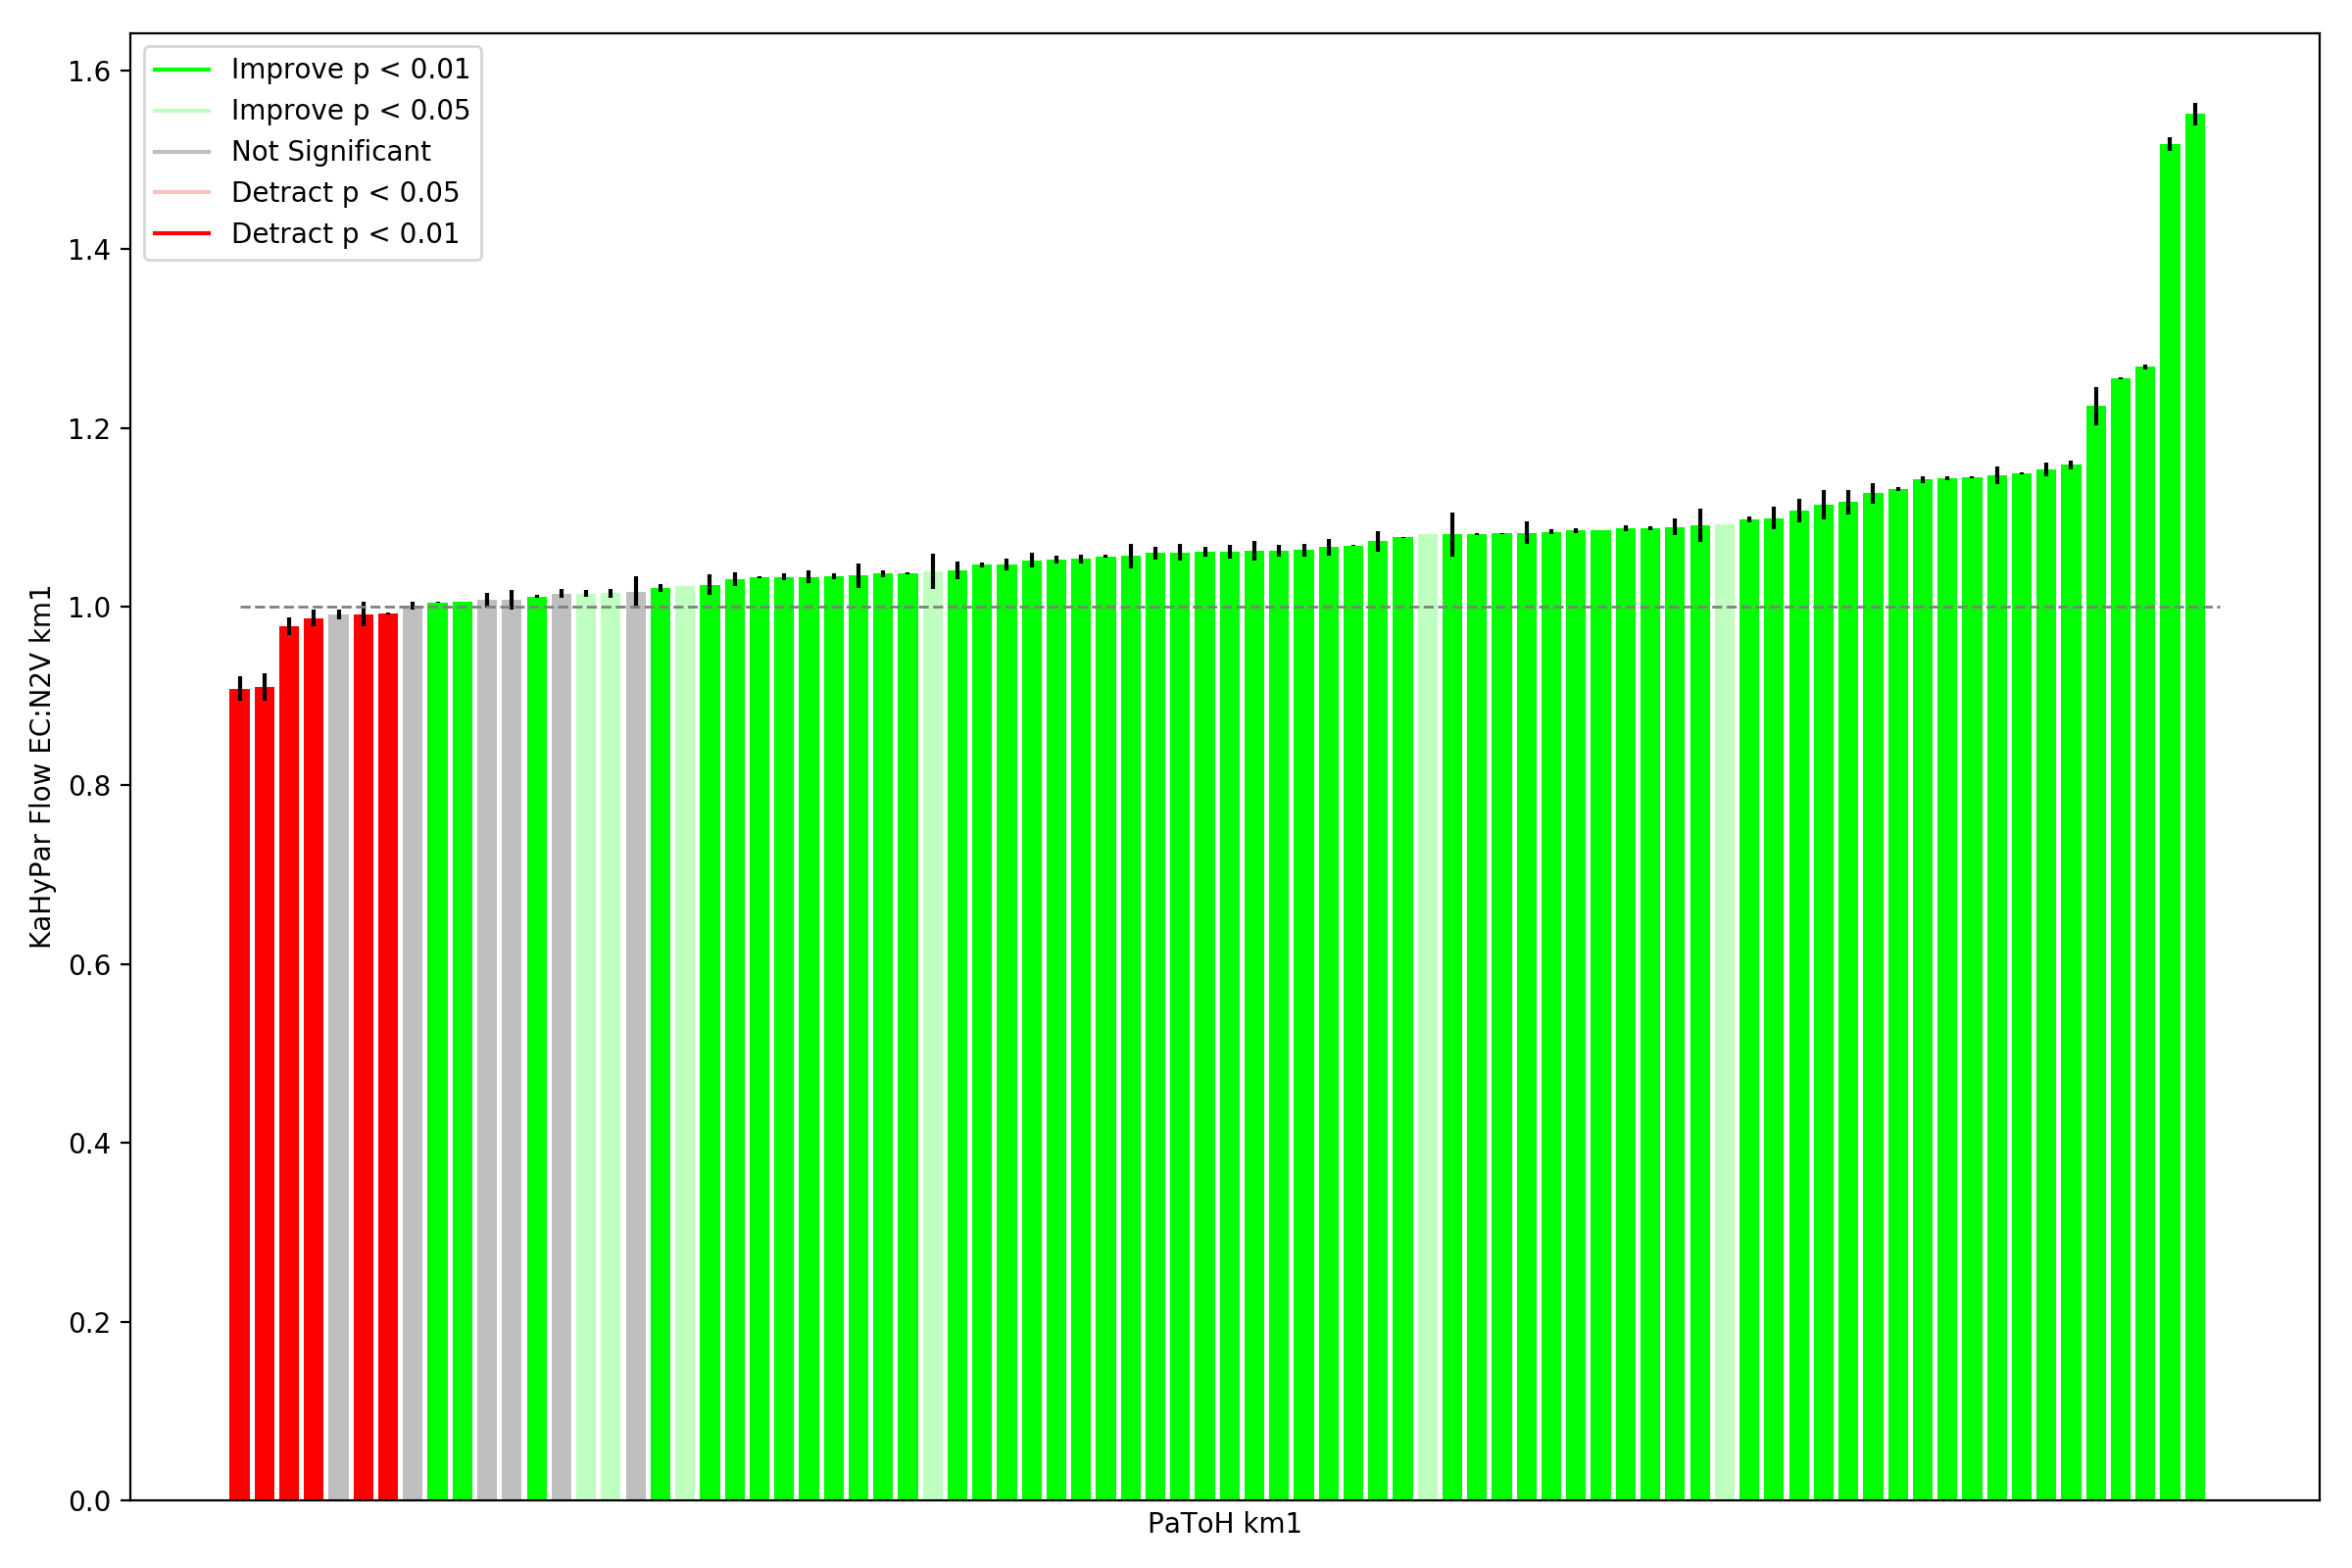 Improve p < 0.01
Improve p < 0.05
Not Significant
Detract p < 0.05
Detract p < 0.01
1.6
1.4
1.2
1.0
0.8
0.6
0.4
0.2
0.0
KaHyPar Flow EC:N2V km1
PaToH km1